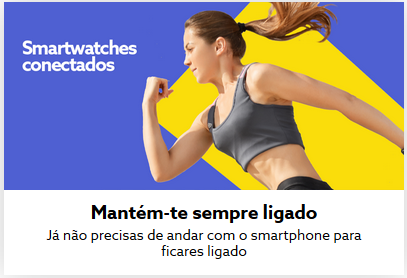 Smartwatches
conectados
Mantém-te sempre ligado
Já não precisas de andar com o smartphone para
ficares ligado